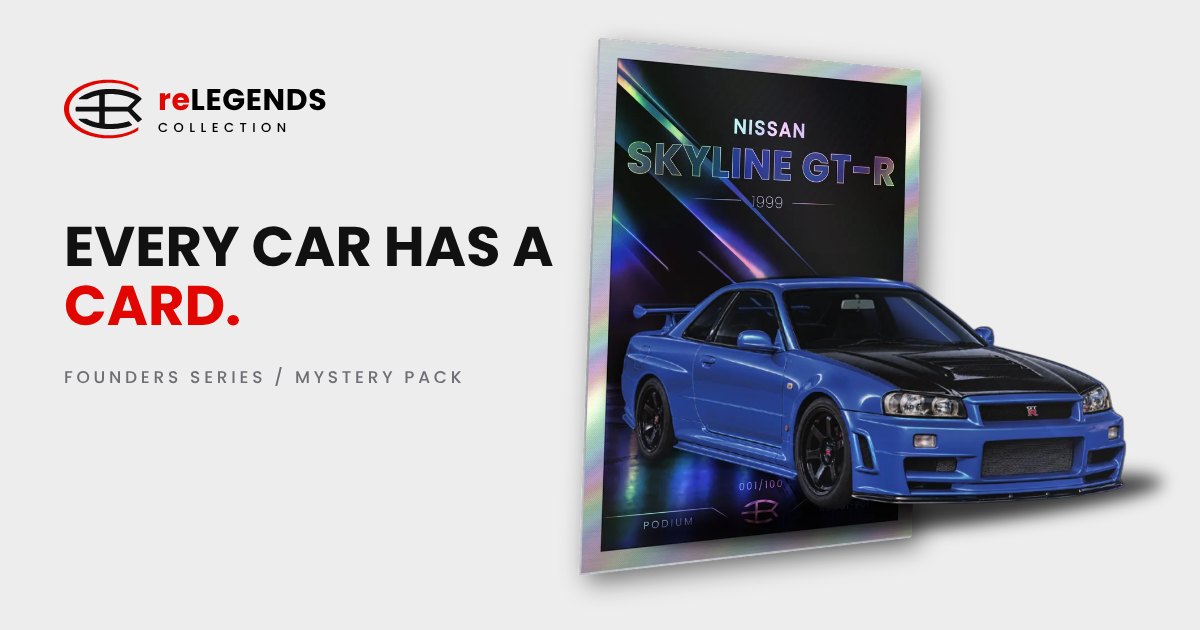 reLEGENDS
COLLECTION
EVERY CAR HAS A
CARD.
FOUNDERS SERIES / MYSTERY PACK
NISSAN
SKYLINE GT-R
1999
001/100
PODIUM